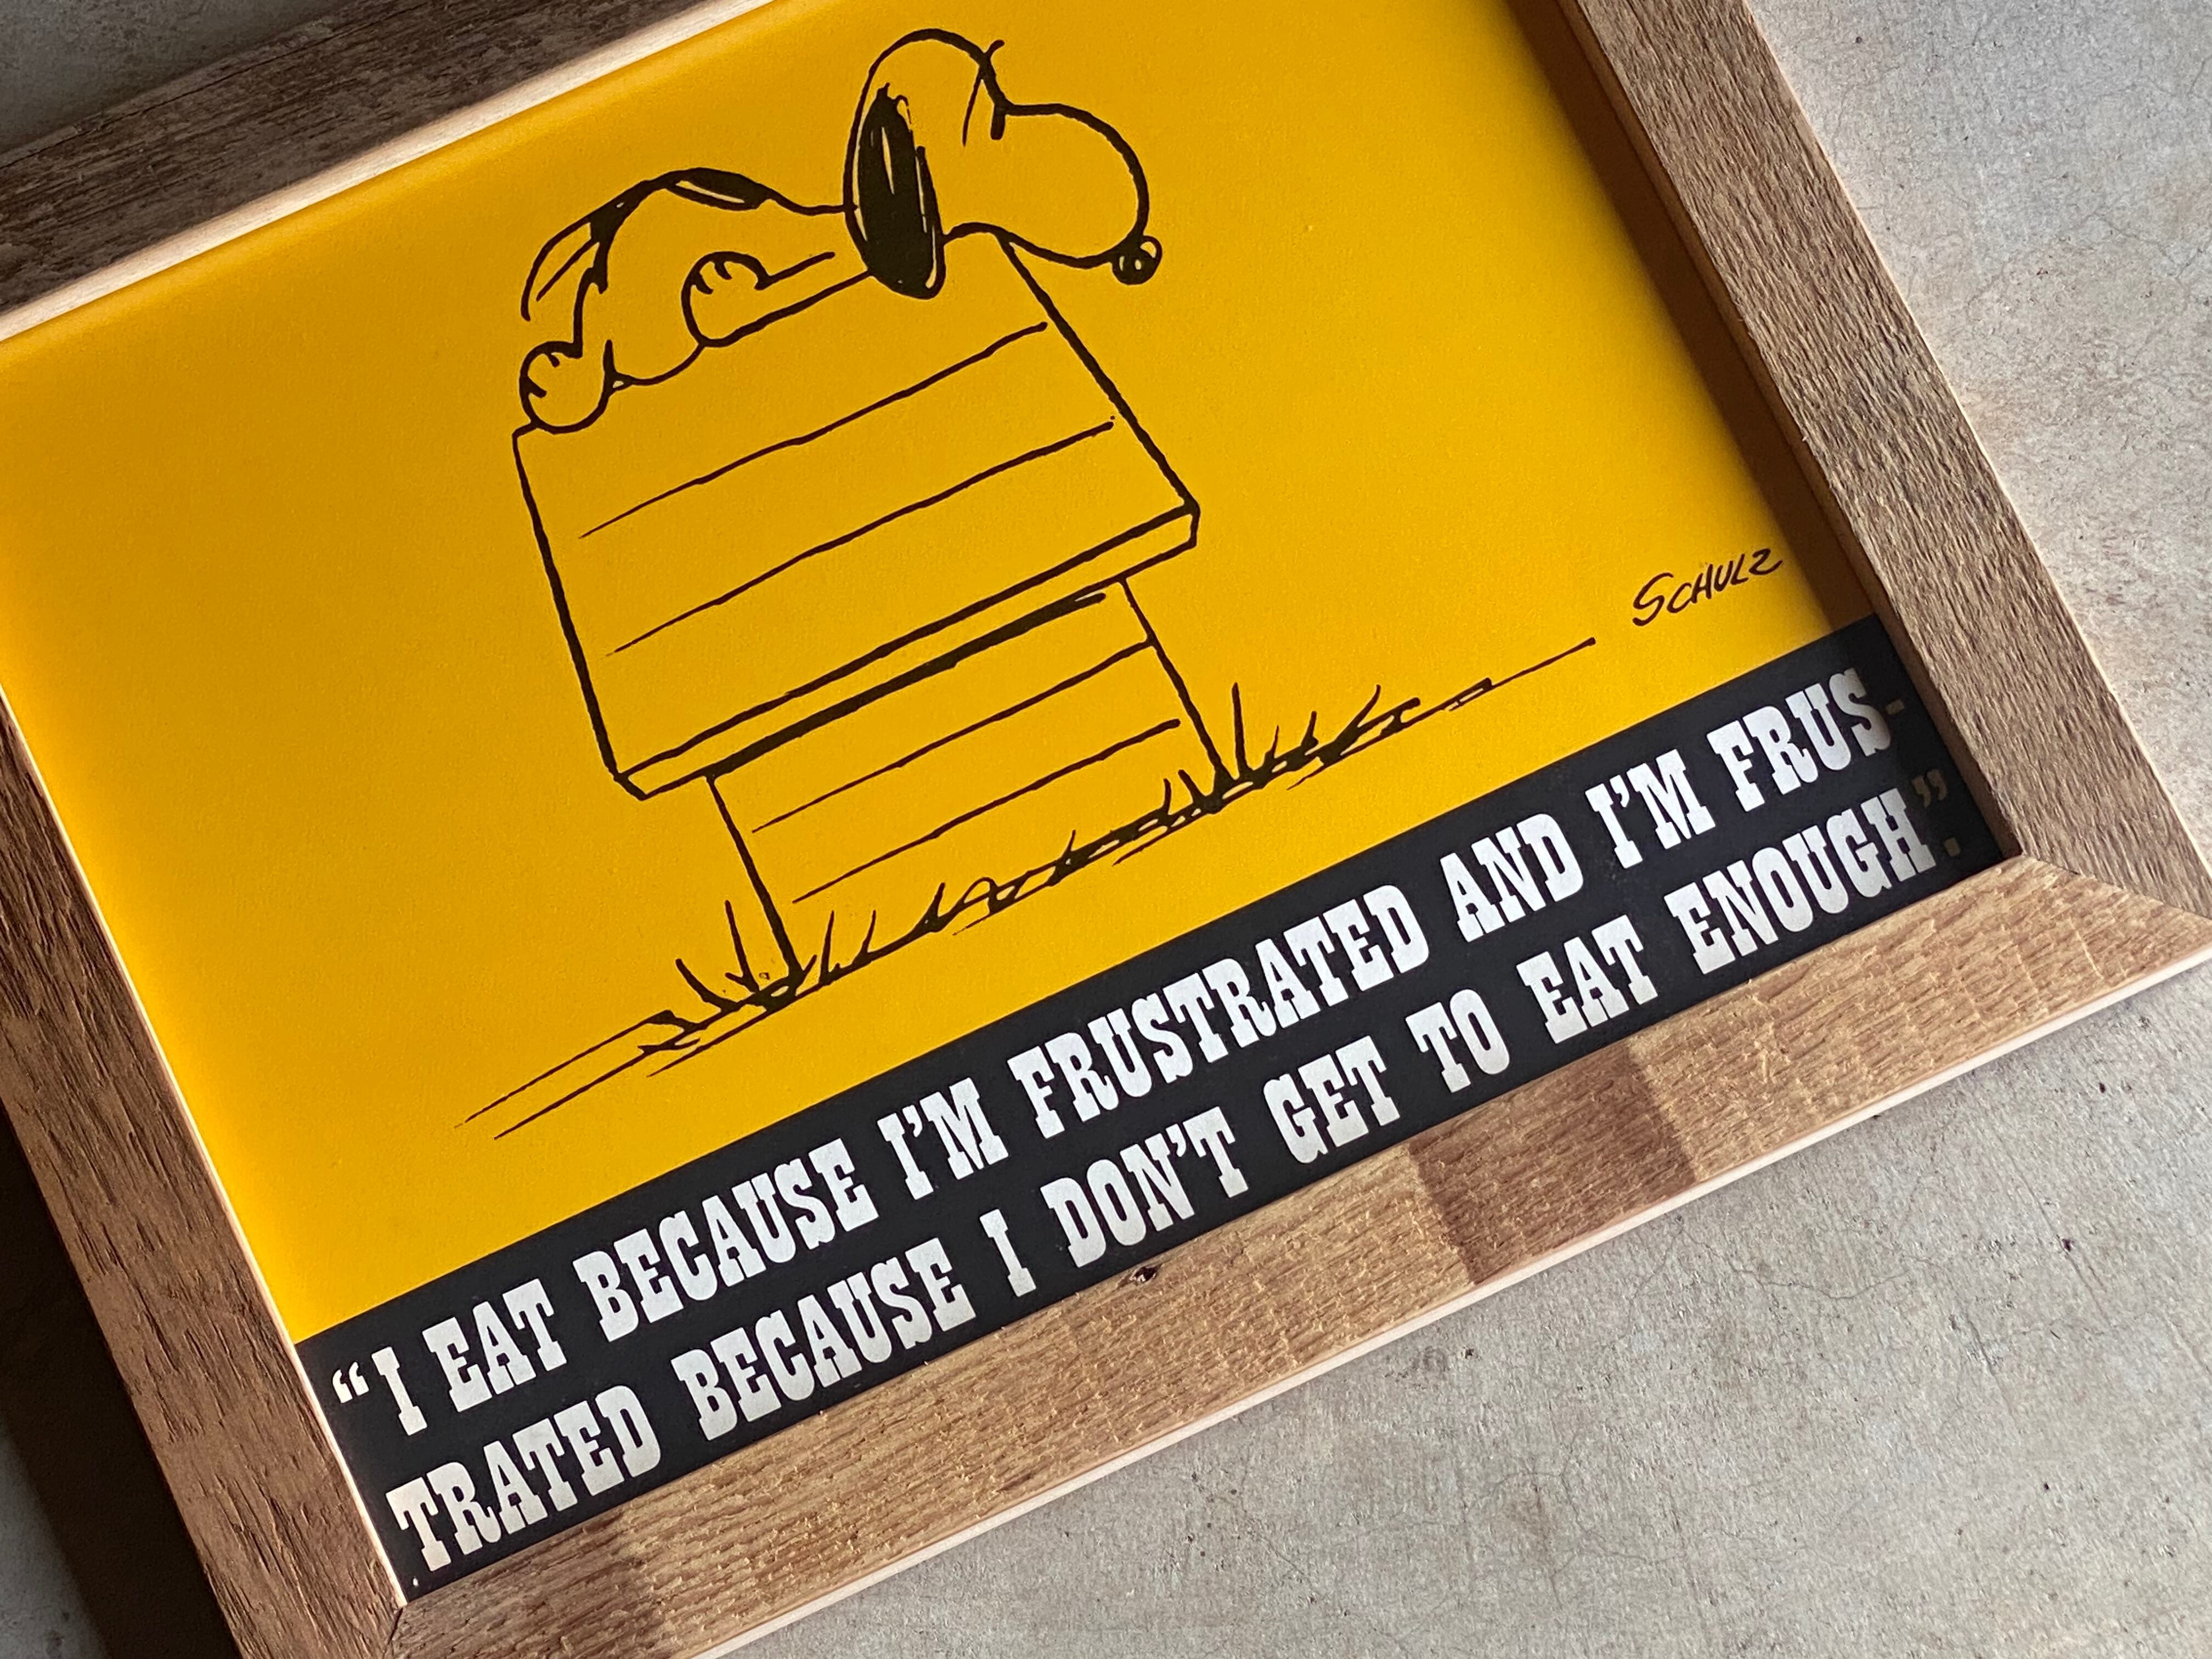 SCHULZ
“I EAT BECAUSE I’M FRUSTRATED AND I’M FRUS-
TRATED BECAUSE I DON’T GET TO EAT ENOUGH”.